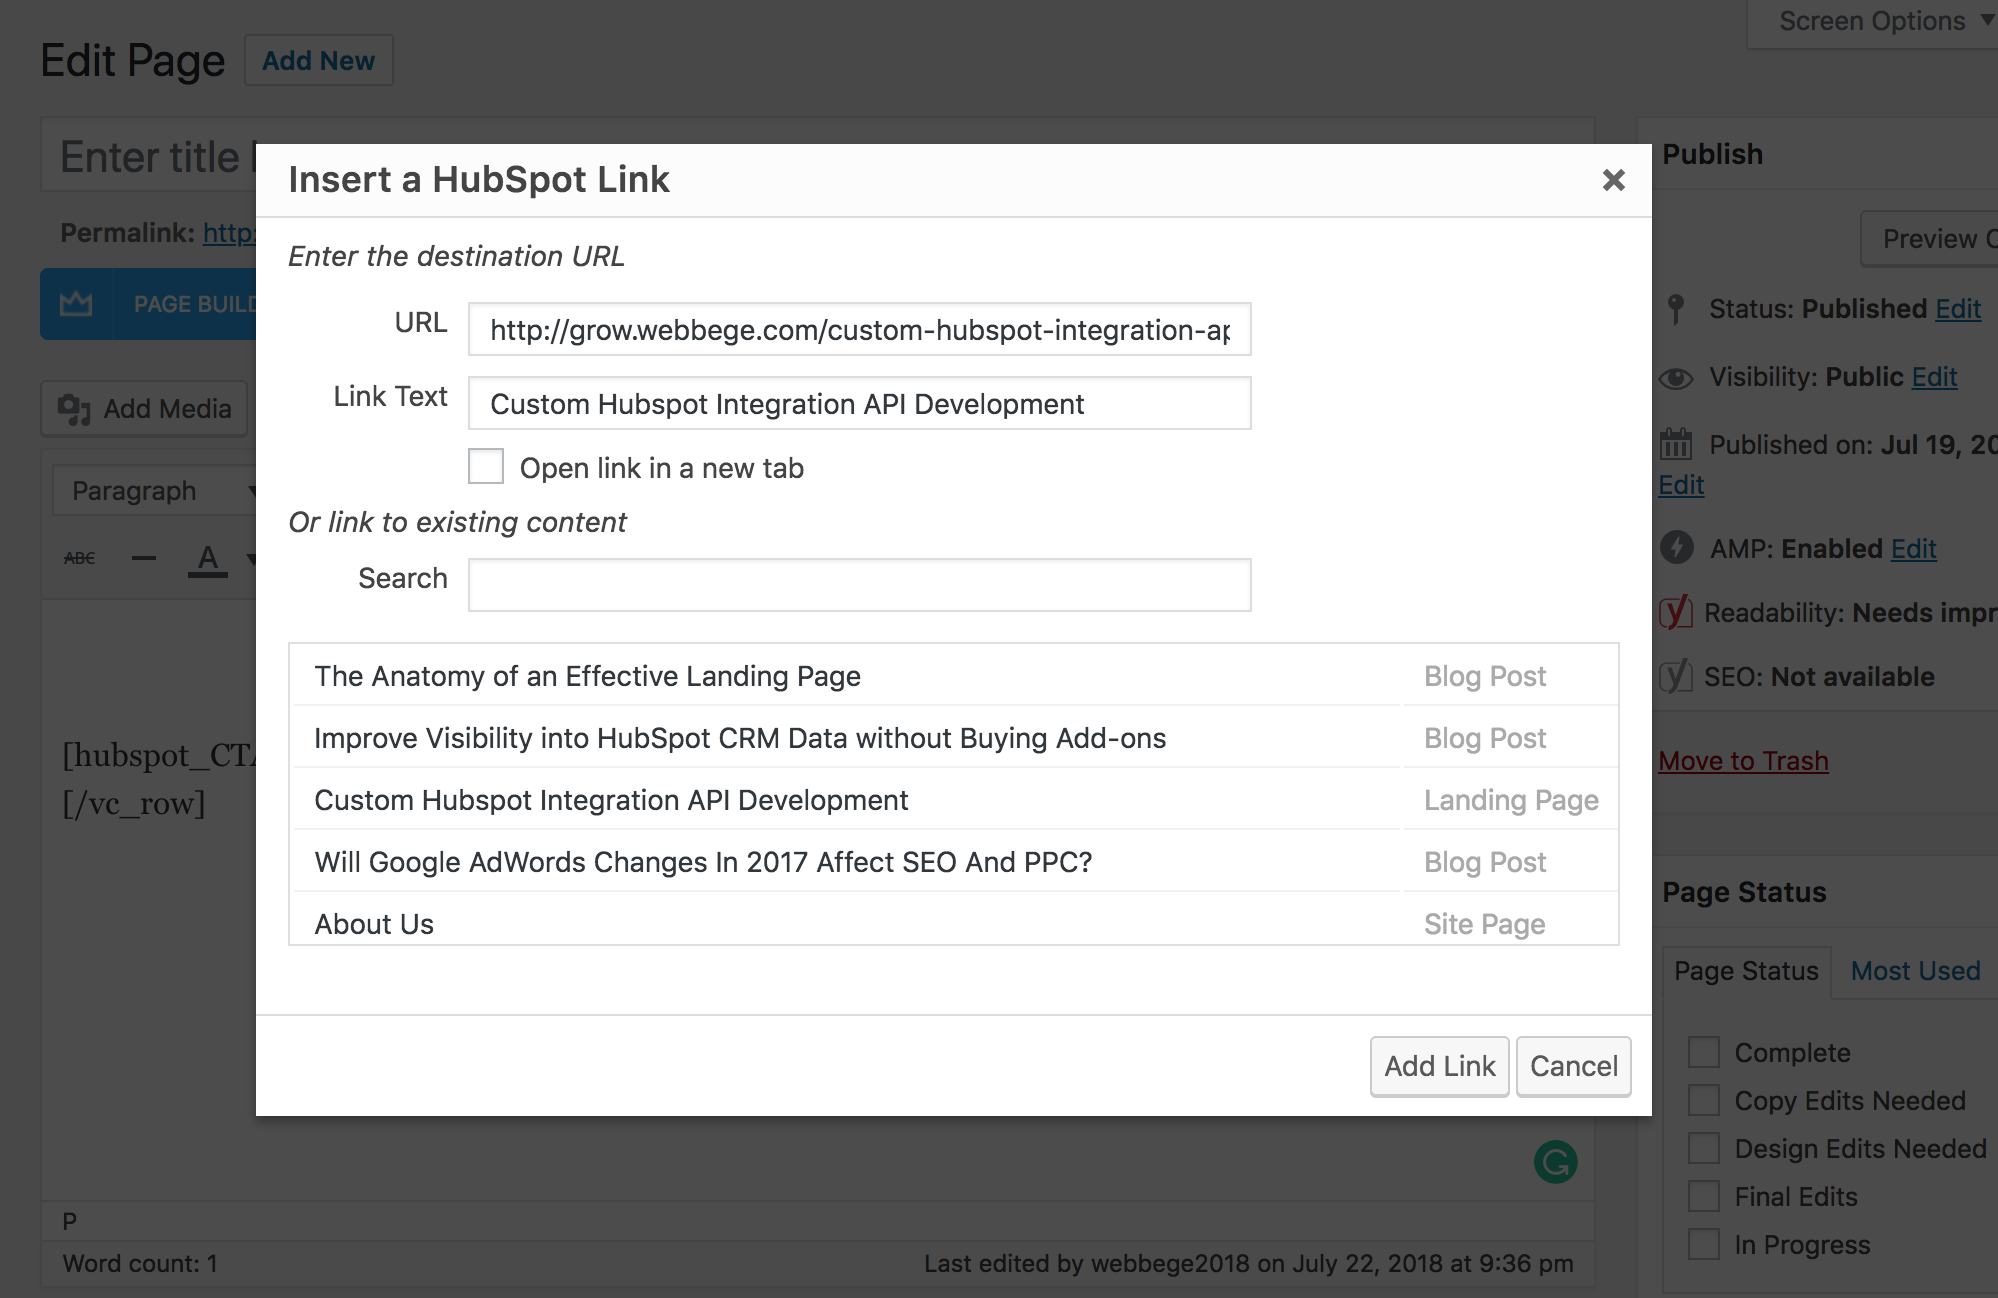 Screen Options
Edit Page
Add New
Enter title
Permalink: http:
PAGE BUILD
Add Media
Paragraph
ABC
A
[hubspot_CTA
[/vc_row]
P
Word count: 1
Last edited by webbege2018 on July 22, 2018 at 9:36 pm
Insert a HubSpot Link
Enter the destination URL
URL
http://grow.webbege.com/custom-hubspot-integration-ap
Link Text
Custom Hubspot Integration API Development
Open link in a new tab
Or link to existing content
Search
The Anatomy of an Effective Landing Page Blog Post
Improve Visibility into HubSpot CRM Data without Buying Add-ons Blog Post
Custom Hubspot Integration API Development Landing Page
Will Google AdWords Changes In 2017 Affect SEO And PPC? Blog Post
About Us Site Page
Add Link
Cancel
Publish
Preview C
Status: Published Edit
Visibility: Public Edit
Published on: Jul 19, 20
Edit
AMP: Enabled Edit
Readability: Needs impr
SEO: Not available
Move to Trash
Page Status
Page Status
Most Used
Complete
Copy Edits Needed
Design Edits Needed
Final Edits
In Progress